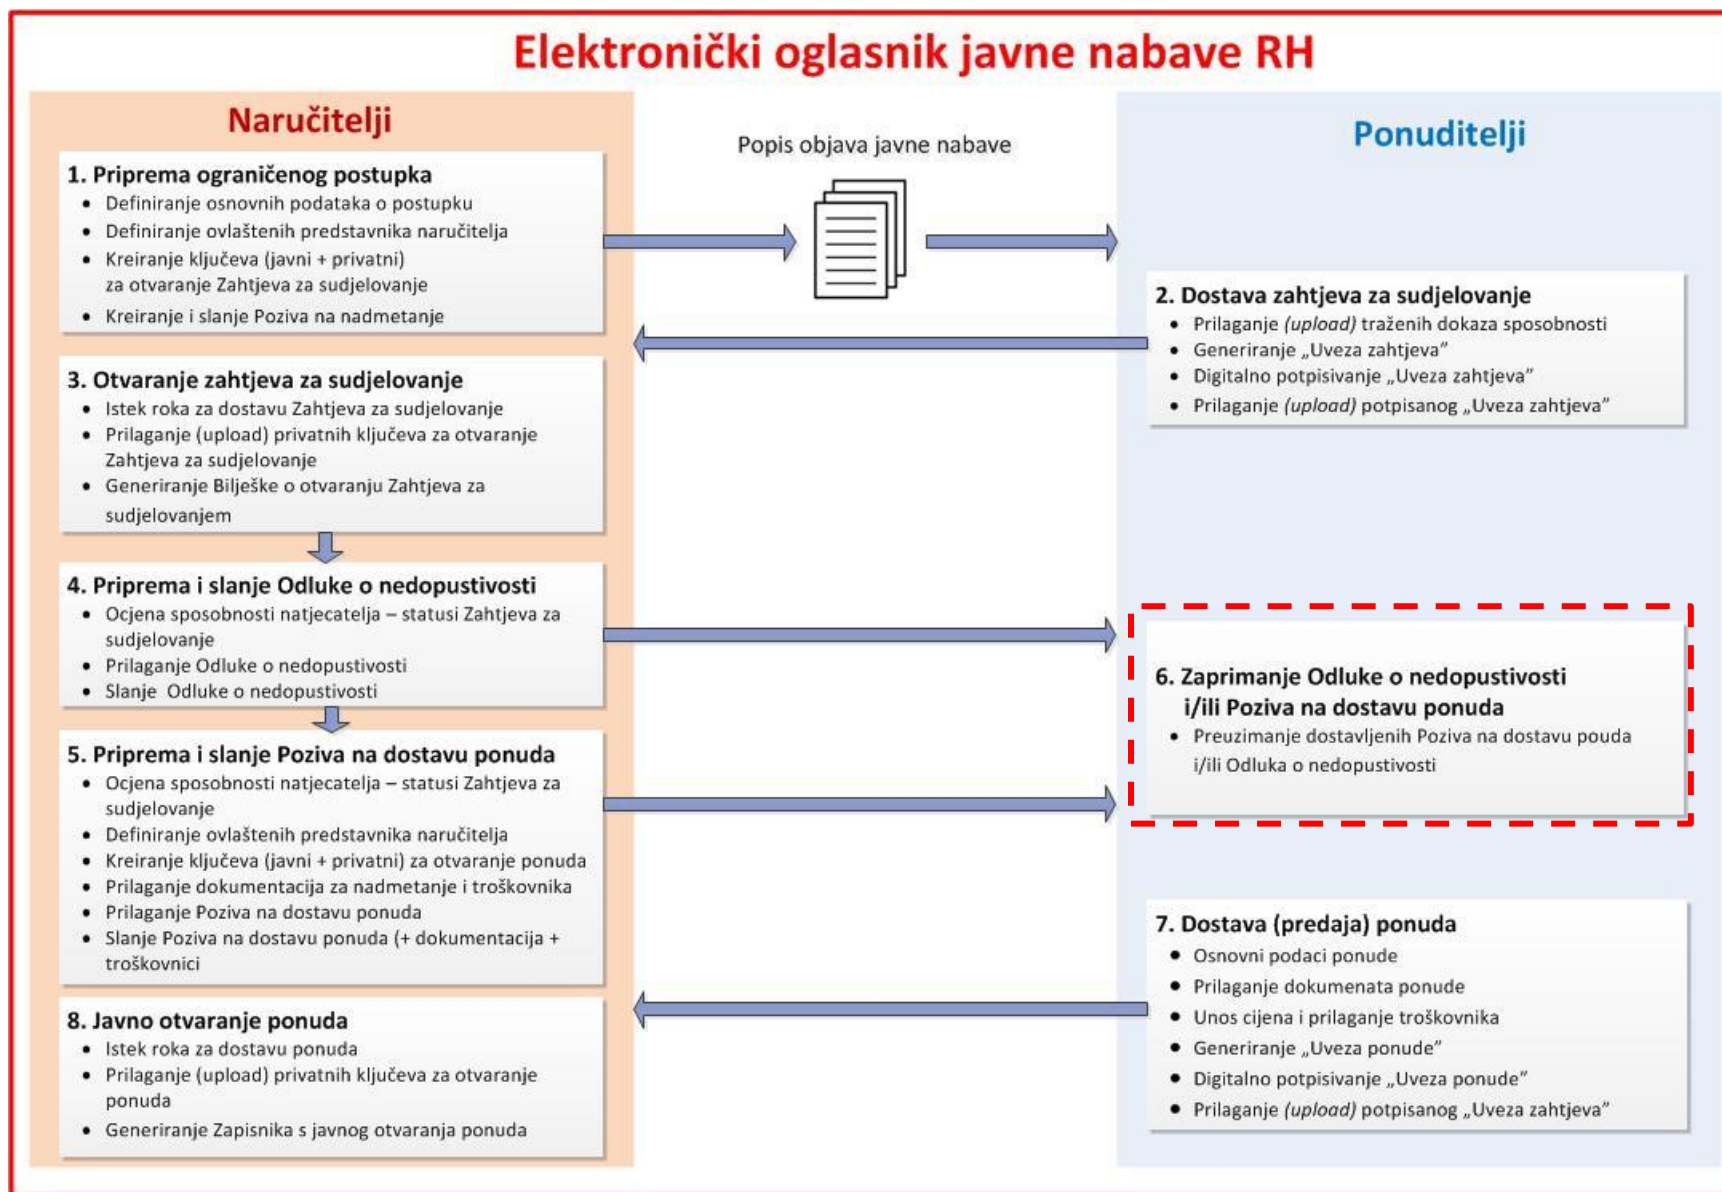 Elektronički oglasnik javne nabave RH
Naručitelji
1. Priprema ograničenog postupka
• Definiranje osnovnih podataka o postupku
• Definiranje ovlaštenih predstavnika naručitelja
• Kreiranje ključeva (javni + privatni)
za otvaranje Zahtjeva za sudjelovanje
• Kreiranje i slanje Poziva na nadmetanje
Popis objava javne nabave
Ponuditelji
2. Dostava zahtjeva za sudjelovanje
• Prilaganje (upload) traženih dokaza sposobnosti
• Generiranje „Uveza zahtjeva”
• Digitalno potpisivanje „Uveza zahtjeva”
• Prilaganje (upload) potpisanog „Uveza zahtjeva”
3. Otvaranje zahtjeva za sudjelovanje
• Istek roka za dostavu Zahtjeva za sudjelovanje
• Prilaganje (upload) privatnih ključeva za otvaranje
Zahtjeva za sudjelovanje
• Generiranje Bilješke o otvaranju Zahtjeva za
sudjelovanjem
4. Priprema i slanje Odluke o nedopustivosti
• Ocjena sposobnosti natjecatelja – statusi Zahtjeva za
sudjelovanje
• Prilaganje Odluke o nedopustivosti
• Slanje Odluke o nedopustivosti
5. Priprema i slanje Poziva na dostavu ponuda
• Ocjena sposobnosti natjecatelja – statusi Zahtjeva za
sudjelovanje
• Definiranje ovlaštenih predstavnika naručitelja
• Kreiranje ključeva (javni + privatni) za otvaranje ponuda
• Prilaganje dokumentacija za nadmetanje i troškovnika
• Prilaganje Poziva na dostavu ponuda
• Slanje Poziva na dostavu ponuda (+ dokumentacija +
troškovnici
6. Zaprimanje Odluke o nedopustivosti
i/ili Poziva na dostavu ponuda
• Preuzimanje dostavljenih Poziva na dostavu pouda
i/ili Odluka o nedopustivosti
7. Dostava (predaja) ponuda
• Osnovni podaci ponude
• Prilaganje dokumenata ponude
• Unos cijena i prilaganje troškovnika
• Generiranje „Uveza ponude”
• Digitalno potpisivanje „Uveza ponude”
• Prilaganje (upload) potpisanog „Uveza zahtjeva”
8. Javno otvaranje ponuda
• Istek roka za dostavu ponuda
• Prilaganje (upload) privatnih ključeva za otvaranje
ponuda
• Generiranje Zapisnika s javnog otvaranja ponuda